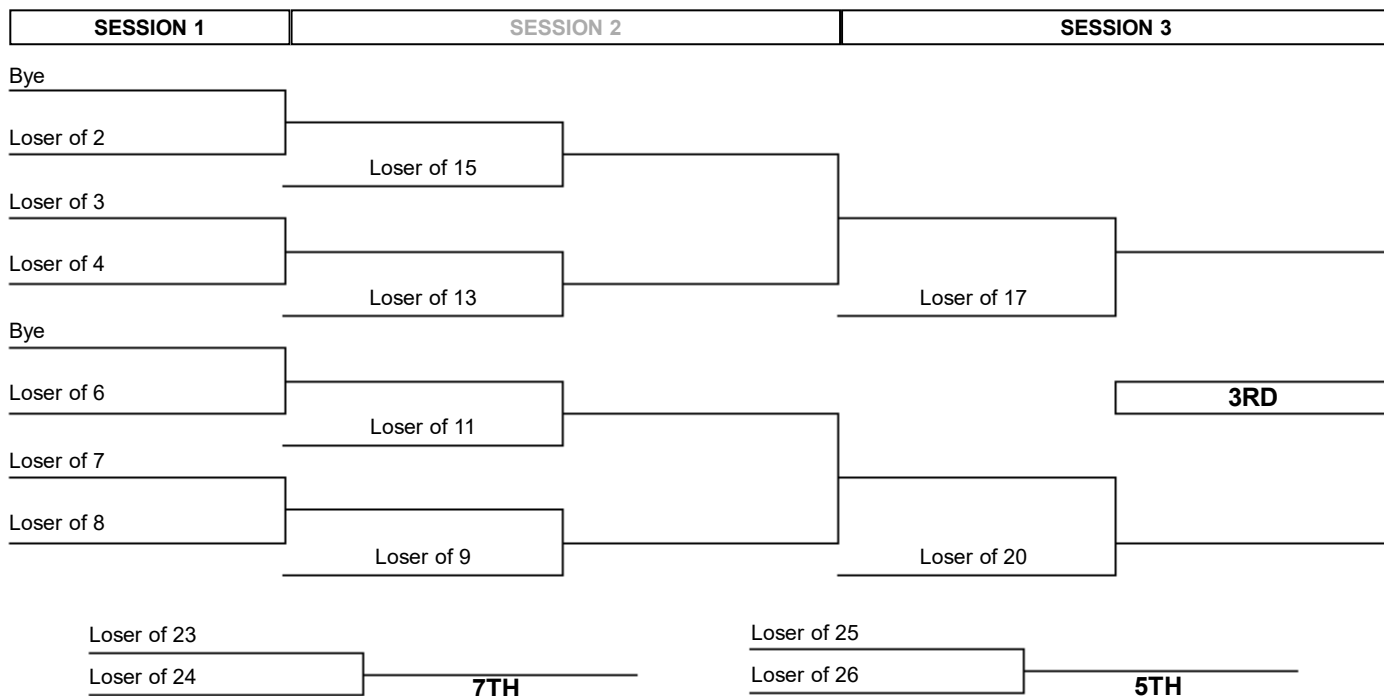 SESSION 1
SESSION 2
SESSION 3
Bye
Loser of 2
Loser of 15
Loser of 3
Loser of 4
Loser of 13
Loser of 17
Bye
Loser of 6
3RD
Loser of 11
Loser of 7
Loser of 8
Loser of 9
Loser of 20
Loser of 23
Loser of 24
7TH
Loser of 25
Loser of 26
5TH